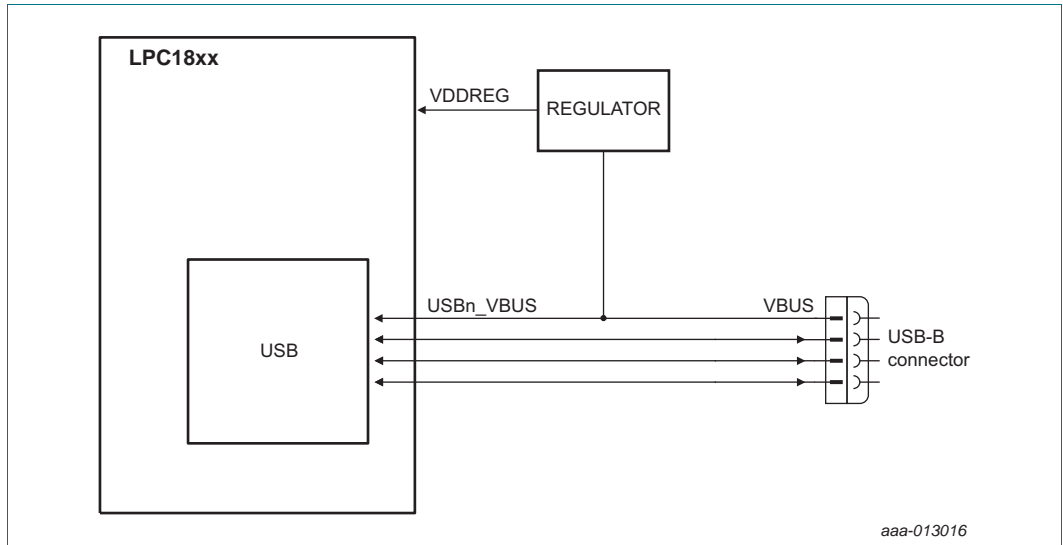 LPC18xx
VDDREG
REGULATOR
USBn_VBUS
VBUS
USB
USB-B
connector
aaa-013016